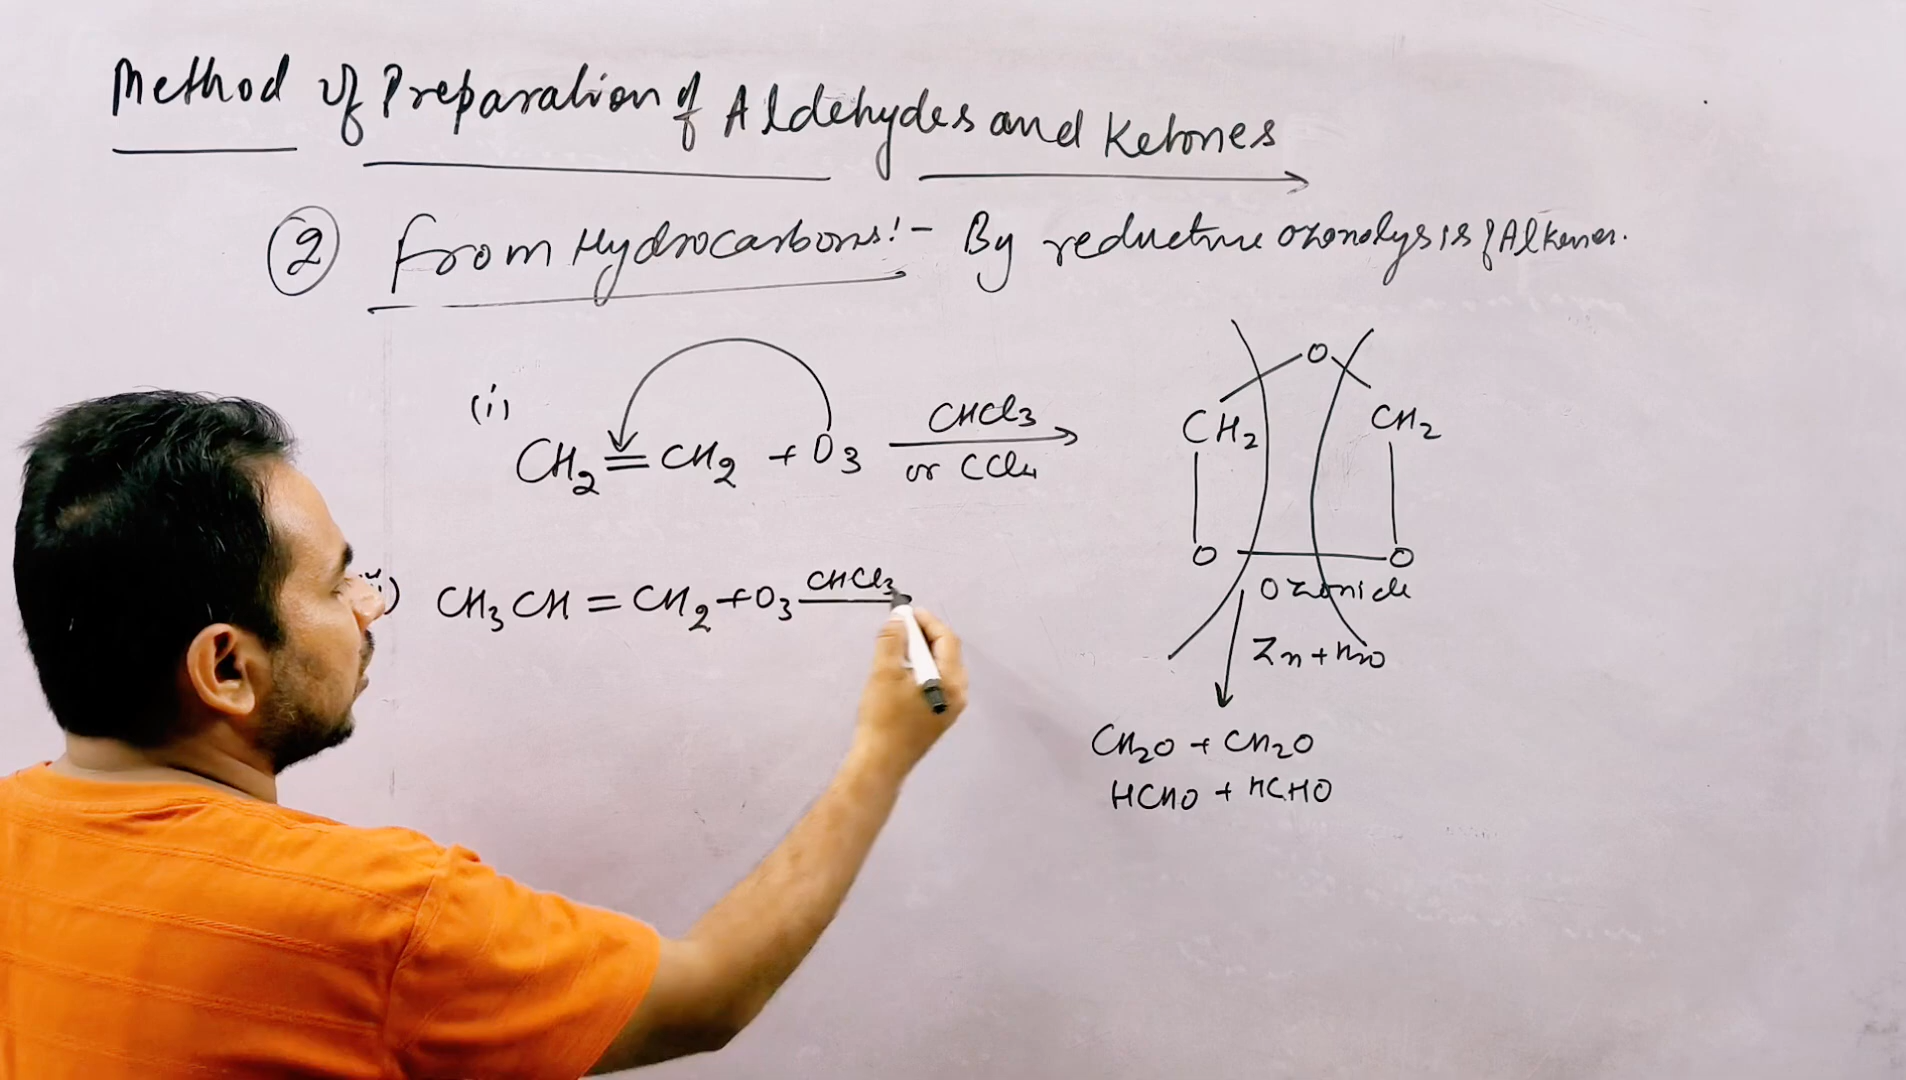 Method of Preparation of Aldehydes and Ketones
② From Hydrocarbons:- By reductive ozonolysis of Alkenes.
(i)
CH2=CH2 + O3 CHCl3 or CCl4
O
CH2 CH2
O O
Ozonide
Zn+H2O
CH2O + CH2O
HCHO + HCHO
) CH3CH=CH2+O3 CHCl3